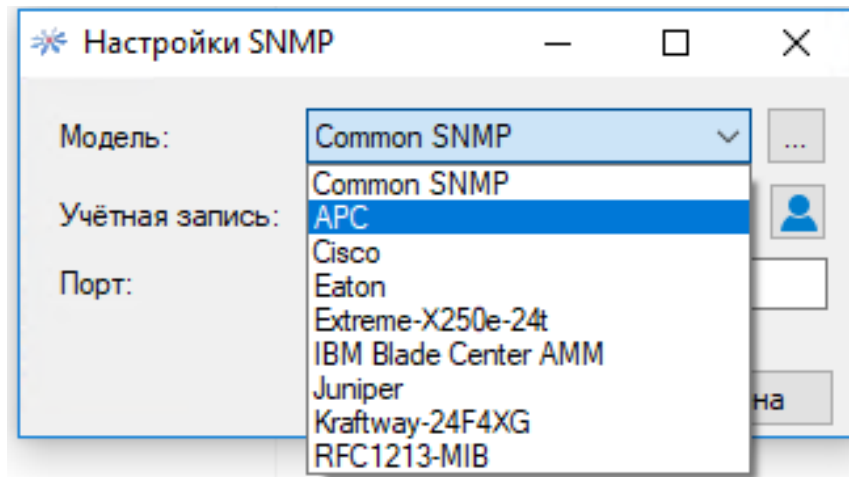 Настройки SNMP
Модель:
Common SNMP
...
Common SNMP
Учётная запись:
APC
Cisco
Порт:
Eaton
Extreme-X250e-24t
IBM Blade Center AMM
Juniper
на
Kraftway-24F4XG
RFC1213-MIB